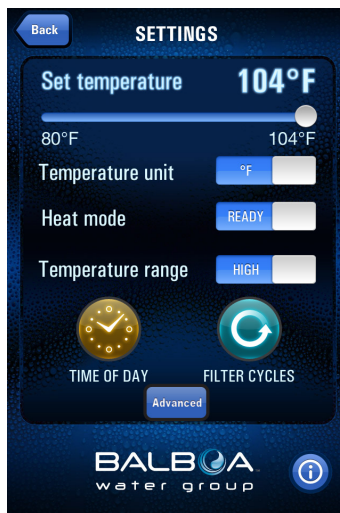 Back
SETTINGS
Set temperature 104°F
80°F 104°F
Temperature unit °F
Heat mode READY
Temperature range HIGH
TIME OF DAY FILTER CYCLES
Advanced
BALBOA
water group
i